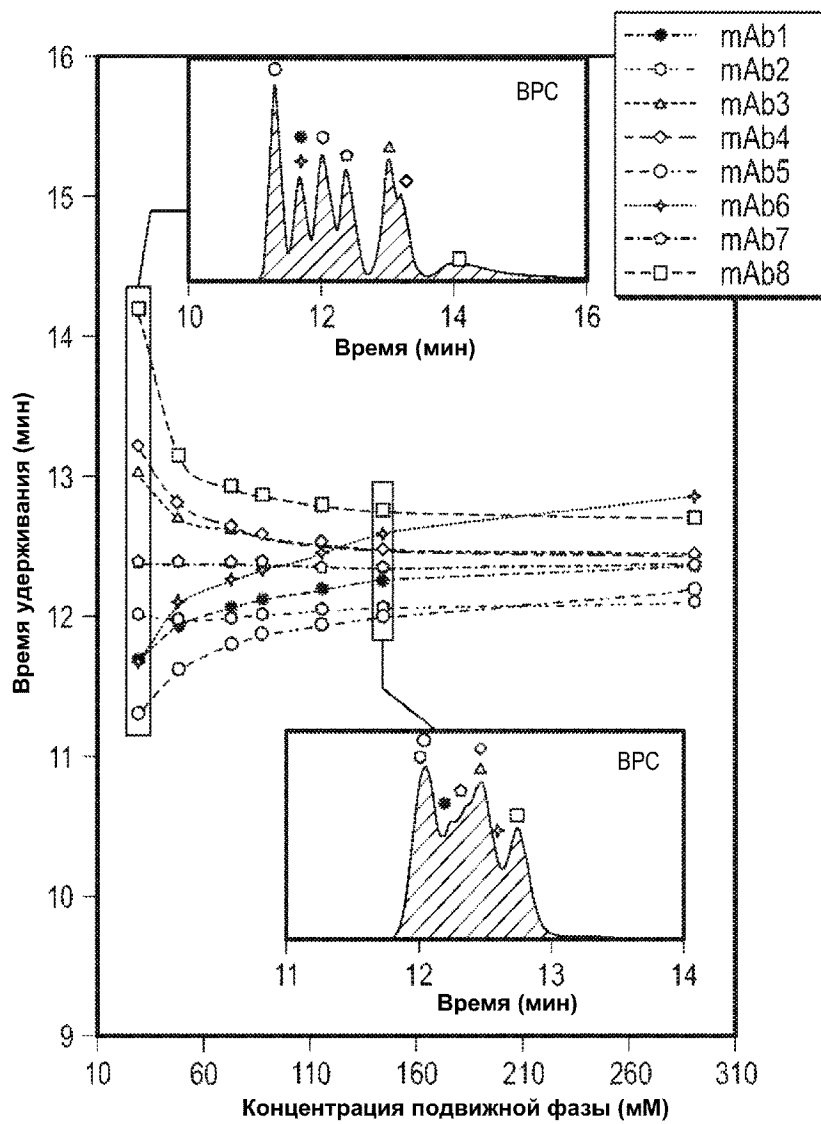 mAb1
mAb2
mAb3
mAb4
mAb5
mAb6
mAb7
mAb8
16
15
14
13
12
11
10
9
Время удерживания (мин)
BPC
10 12 14 16
Время (мин)
BPC
11 12 13 14
Время (мин)
10 60 110 160 210 260 310
Концентрация подвижной фазы (мМ)